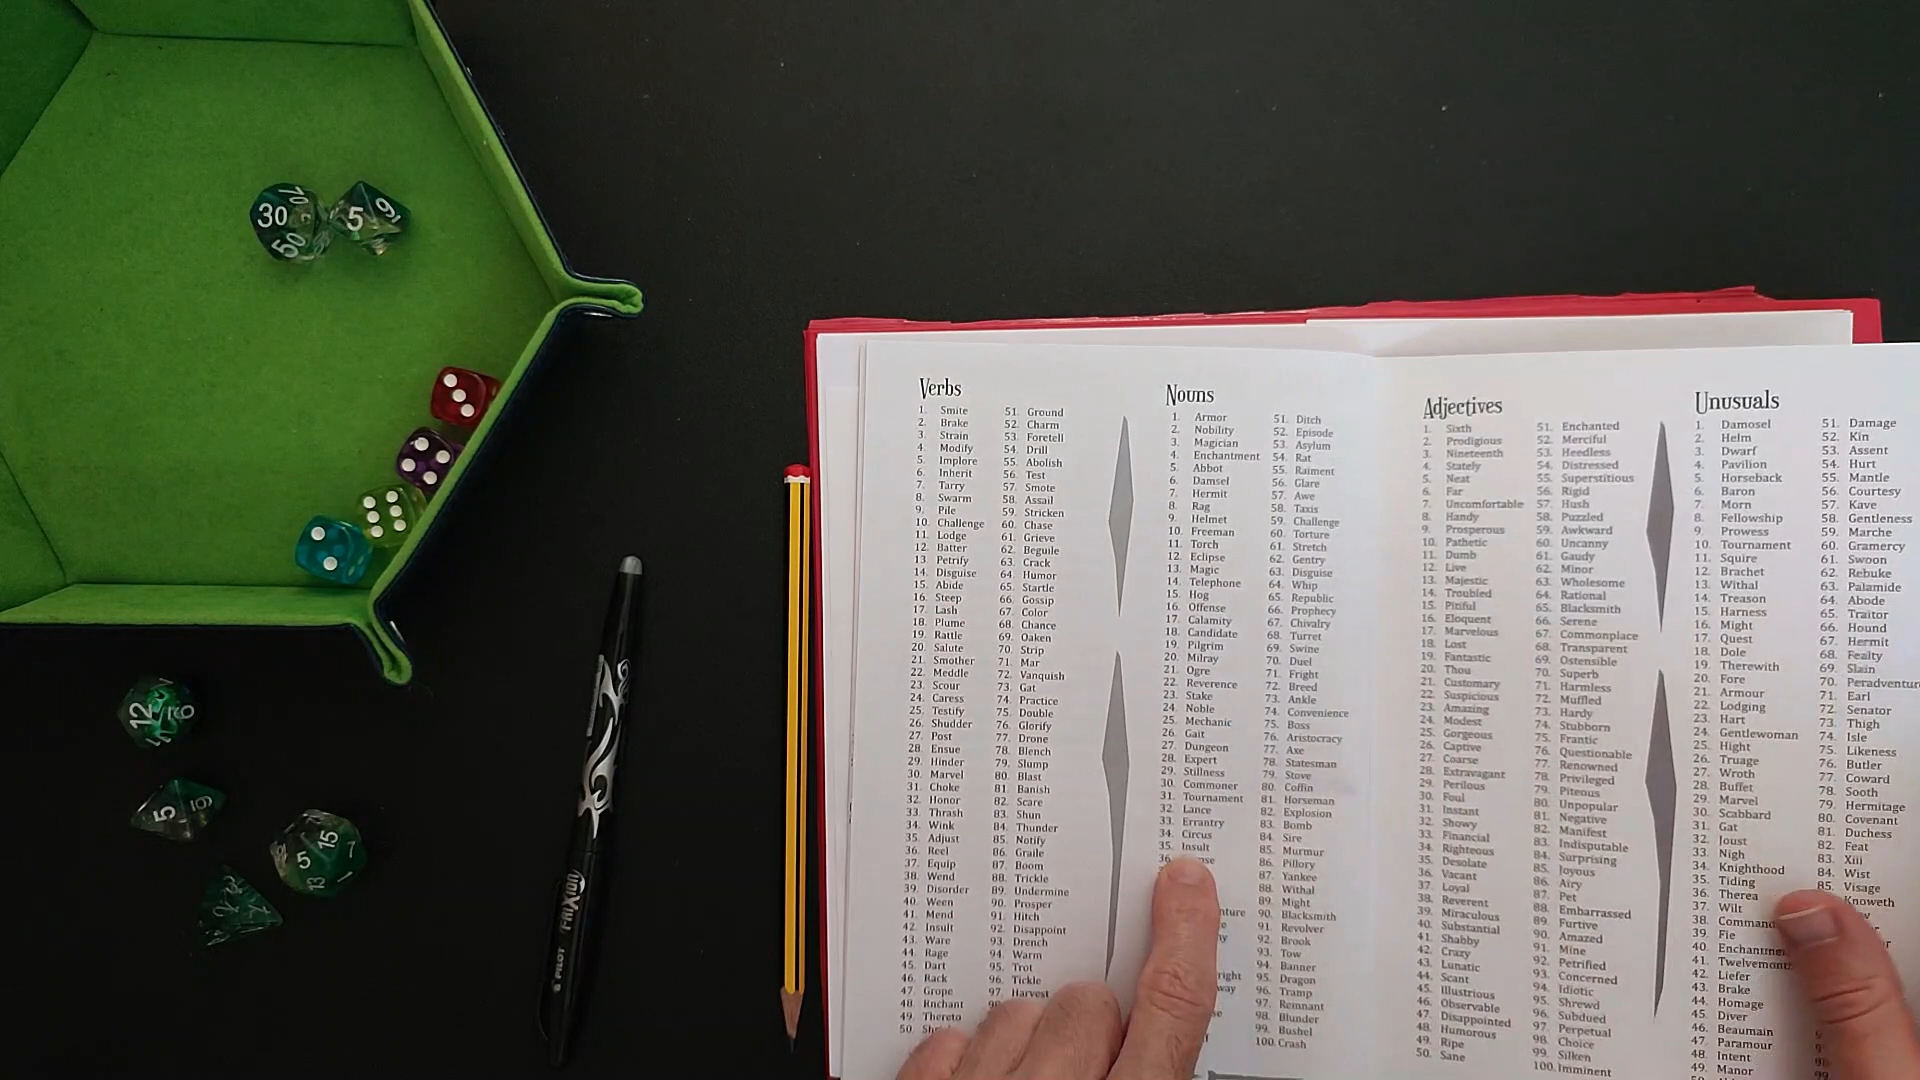 30
10
50
5
9
12
6
5
9
5
15
13
7
1
PILOT FRIXION
Verbs
1. Smite
2. Brake
3. Strain
4. Modify
5. Implore
6. Inherit
7. Tarry
8. Swarm
9. Pile
10. Challenge
11. Lodge
12. Batter
13. Petrify
14. Disguise
15. Abide
16. Steep
17. Lash
18. Plume
19. Rattle
20. Salute
21. Smother
22. Meddle
23. Scour
24. Caress
25. Testify
26. Shudder
27. Post
28. Ensue
29. Hinder
30. Marvel
31. Choke
32. Honor
33. Thrash
34. Wink
35. Adjust
36. Reel
37. Equip
38. Wend
39. Disorder
40. Ween
41. Mend
42. Insult
43. Ware
44. Rage
45. Dart
46. Rack
47. Grope
48. Enchant
49. Thereto
50.
51. Ground
52. Charm
53. Foretell
54. Drill
55. Abolish
56. Test
57. Smote
58. Assail
59. Stricken
60. Chase
61. Grieve
62. Beguile
63. Crack
64. Humor
65. Startle
66. Gossip
67. Color
68. Chance
69. Oaken
70. Strip
71. Mar
72. Vanquish
73. Gat
74. Practice
75. Double
76. Glorify
77. Drone
78. Blench
79. Slump
80. Blast
81. Banish
82. Scare
83. Shun
84. Thunder
85. Notify
86. Graile
87. Boom
88. Trickle
89. Undermine
90. Prosper
91. Hitch
92. Disappoint
93. Drench
94. Warm
95. Trot
96. Tickle
97. Harvest
98.
Nouns
1. Armor
2. Nobility
3. Magician
4. Enchantment
5. Abbot
6. Damsel
7. Hermit
8. Rag
9. Helmet
10. Freeman
11. Torch
12. Eclipse
13. Magic
14. Telephone
15. Hog
16. Offense
17. Calamity
18. Candidate
19. Pilgrim
20. Milray
21. Ogre
22. Reverence
23. Stake
24. Noble
25. Mechanic
26. Gait
27. Dungeon
28. Expert
29. Stillness
30. Commoner
31. Tournament
32. Lance
33. Errantry
34. Circus
35. Insult
36.
51. Ditch
52. Episode
53. Asylum
54. Rat
55. Raiment
56. Glare
57. Awe
58. Taxis
59. Challenge
60. Torture
61. Stretch
62. Gentry
63. Disguise
64. Whip
65. Republic
66. Prophecy
67. Chivalry
68. Turret
69. Swine
70. Duel
71. Fright
72. Breed
73. Ankle
74. Convenience
75. Boss
76. Aristocracy
77. Axe
78. Statesman
79. Stove
80. Coffin
81. Horseman
82. Explosion
83. Bomb
84. Sire
85. Murmur
86. Pillory
87. Yankee
88. Withal
89. Might
90. Blacksmith
91. Revolver
92. Brook
93. Tow
94. Banner
95. Dragon
96. Tramp
97. Remnant
98. Blunder
99. Bushel
100. Crash
Adjectives
1. Sixth
2. Prodigious
3. Nineteenth
4. Stately
5. Neat
6. Far
7. Uncomfortable
8. Handy
9. Prosperous
10. Pathetic
11. Dumb
12. Live
13. Majestic
14. Troubled
15. Pitiful
16. Eloquent
17. Marvelous
18. Lost
19. Fantastic
20. Thou
21. Customary
22. Suspicious
23. Amazing
24. Modest
25. Gorgeous
26. Captive
27. Coarse
28. Extravagant
29. Perilous
30. Foul
31. Instant
32. Showy
33. Financial
34. Righteous
35. Desolate
36. Vacant
37. Loyal
38. Reverent
39. Miraculous
40. Substantial
41. Shabby
42. Crazy
43. Lunatic
44. Scant
45. Illustrious
46. Observable
47. Disappointed
48. Humorous
49. Ripe
50. Sane
51. Enchanted
52. Merciful
53. Heedless
54. Distressed
55. Superstitious
56. Rigid
57. Hush
58. Puzzled
59. Awkward
60. Uncanny
61. Gaudy
62. Minor
63. Wholesome
64. Rational
65. Blacksmith
66. Serene
67. Commonplace
68. Transparent
69. Ostensible
70. Superb
71. Harmless
72. Muffled
73. Hardy
74. Stubborn
75. Frantic
76. Questionable
77. Renowned
78. Privileged
79. Piteous
80. Unpopular
81. Negative
82. Manifest
83. Indisputable
84. Surprising
85. Joyous
86. Airy
87. Pet
88. Embarrassed
89. Furtive
90. Amazed
91. Mine
92. Petrified
93. Concerned
94. Idiotic
95. Shrewd
96. Subdued
97. Perpetual
98. Choice
99. Silken
100. Imminent
Unusuals
1. Damosel
2. Helm
3. Dwarf
4. Pavilion
5. Horseback
6. Baron
7. Morn
8. Fellowship
9. Prowess
10. Tournament
11. Squire
12. Brachet
13. Withal
14. Treason
15. Harness
16. Might
17. Quest
18. Dole
19. Therewith
20. Fore
21. Armour
22. Lodging
23. Hart
24. Gentlewoman
25. Hight
26. Truage
27. Wroth
28. Buffet
29. Marvel
30. Scabbard
31. Gat
32. Joust
33. Nigh
34. Knighthood
35. Tiding
36. Therea
37. Wilt
38. Command
39. Fie
40. Enchantmen
41. Twelvemont
42. Liefer
43. Brake
44. Homage
45. Diver
46. Beaumain
47. Paramour
48. Intent
49. Manor
51. Damage
52. Kin
53. Assent
54. Hurt
55. Mantle
56. Courtesy
57. Kave
58. Gentleness
59. Marche
60. Gramercy
61. Swoon
62. Rebuke
63. Palamide
64. Abode
65. Traitor
66. Hound
67. Hermit
68. Fealty
69. Slain
70. Peradventure
71. Earl
72. Senator
73. Thigh
74. Isle
75. Likeness
76. Butler
77. Coward
78. Sooth
79. Hermitage
80. Covenant
81. Duchess
82. Feat
83. Xiii
84. Wist
85. Visage
Knoweth